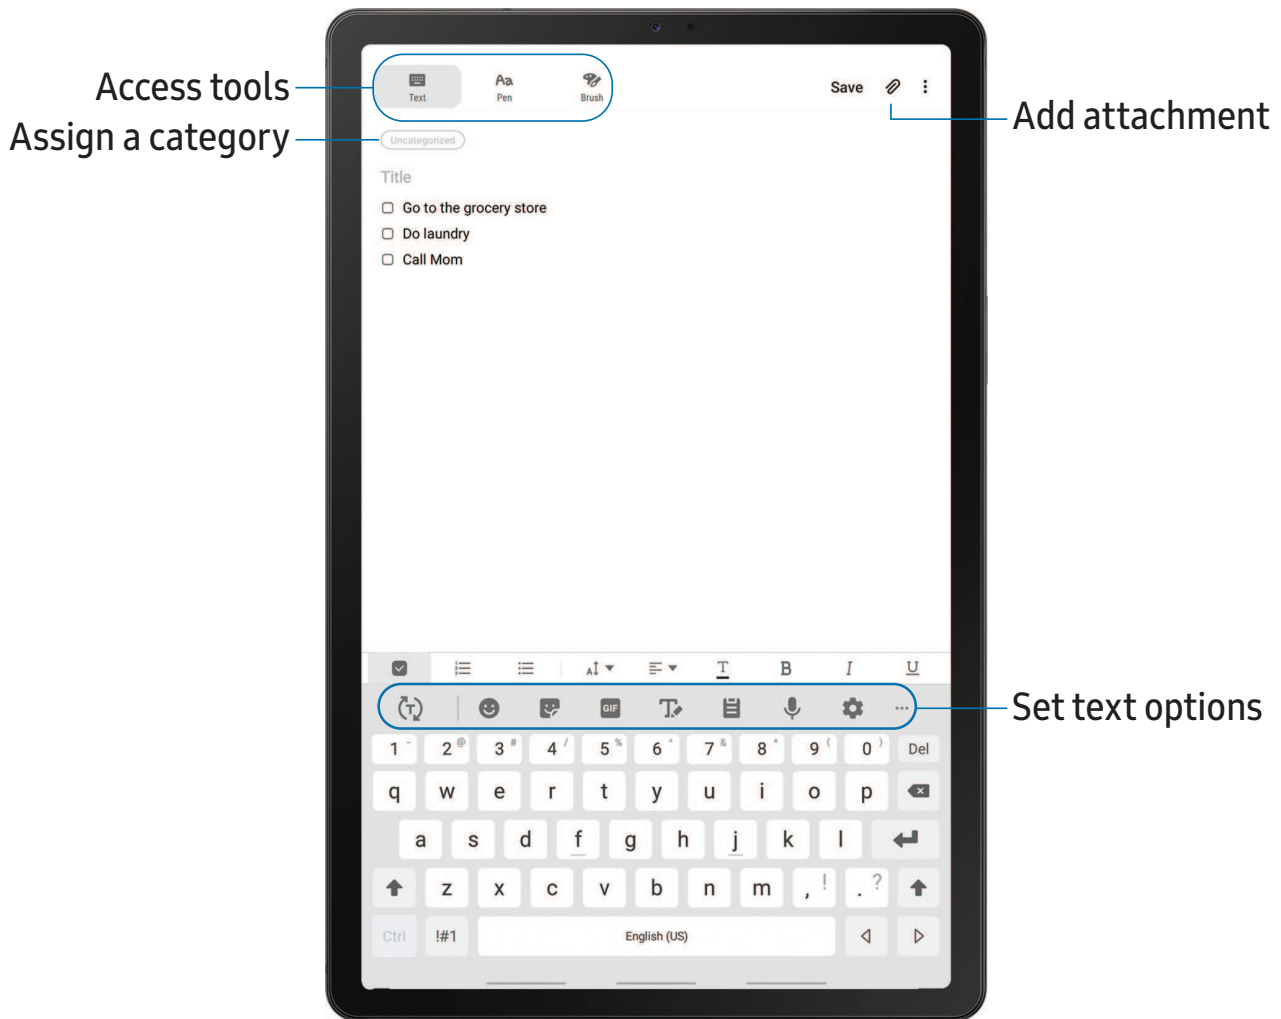 Access tools
Assign a category
Add attachment
Set text options
Text
Aa
Pen
Brush
Save
Uncategorized
Title
Go to the grocery store
Do laundry
Call Mom
A T B I U
T GIF T
1 - 2 @ 3 # 4 / 5 % 6 ^ 7 & 8 * 9 ( 0 ) Del
q w e r t y u i o p
a s d f g h j k l
z x c v b n m , ! . ?
Ctrl !#1 English (US)